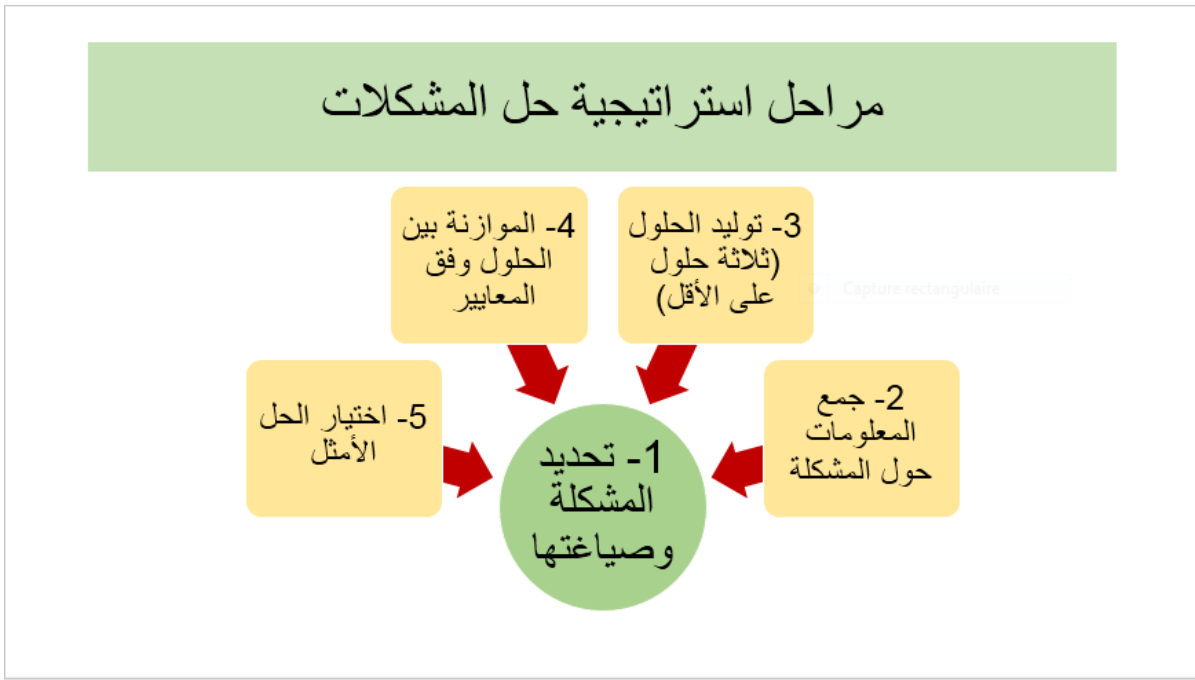 مراحل استراتيجية حل المشكلات
1- تحديد
المشكلة
وصياغتها
2- جمع
المعلومات
حول المشكلة
3- توليد الحلول
(ثلاثة حلول
على الأقل)
4- الموازنة بين
الحلول وفق
المعايير
5- اختيار الحل
الأمثل
Capture rectangulaire